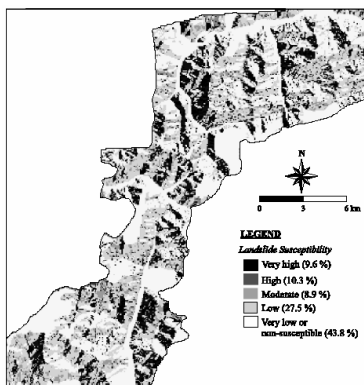 N
0 3 6 km
LEGEND
Landslide Susceptibility
Very high (9.6 %)
High (10.3 %)
Moderate (8.9 %)
Low (27.5 %)
Very low or
non-susceptible (43.8 %)